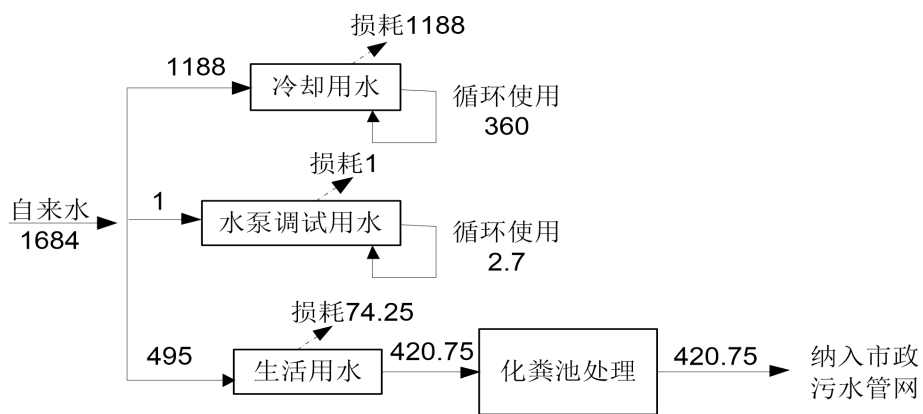 损耗1188
1188
冷却用水
循环使用
360
损耗1
自来水
1684
1
水泵调试用水
循环使用
2.7
损耗74.25
495
生活用水
420.75
化粪池处理
420.75
纳入市政
污水管网